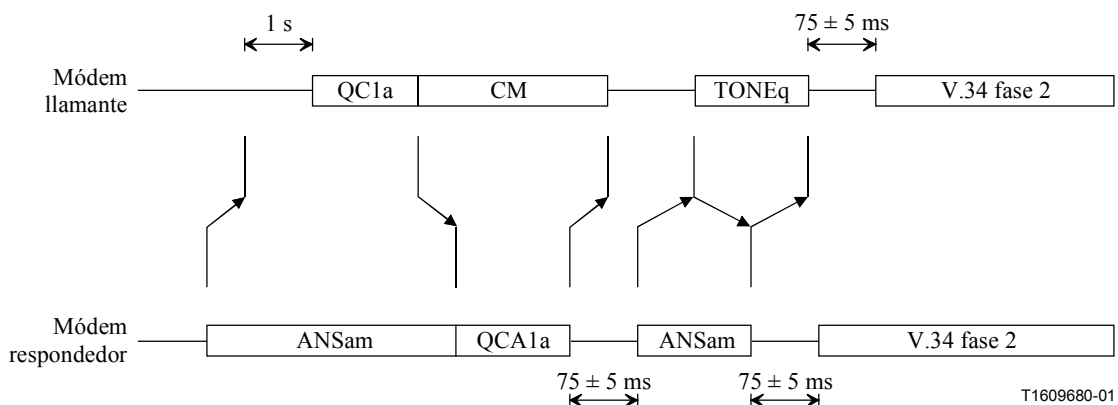 1 s
75 ± 5 ms
Módem
llamante
QC1a
CM
TONEq
V.34 fase 2
Módem
respondedor
ANSam
QCA1a
ANSam
V.34 fase 2
75 ± 5 ms
75 ± 5 ms
T1609680-01